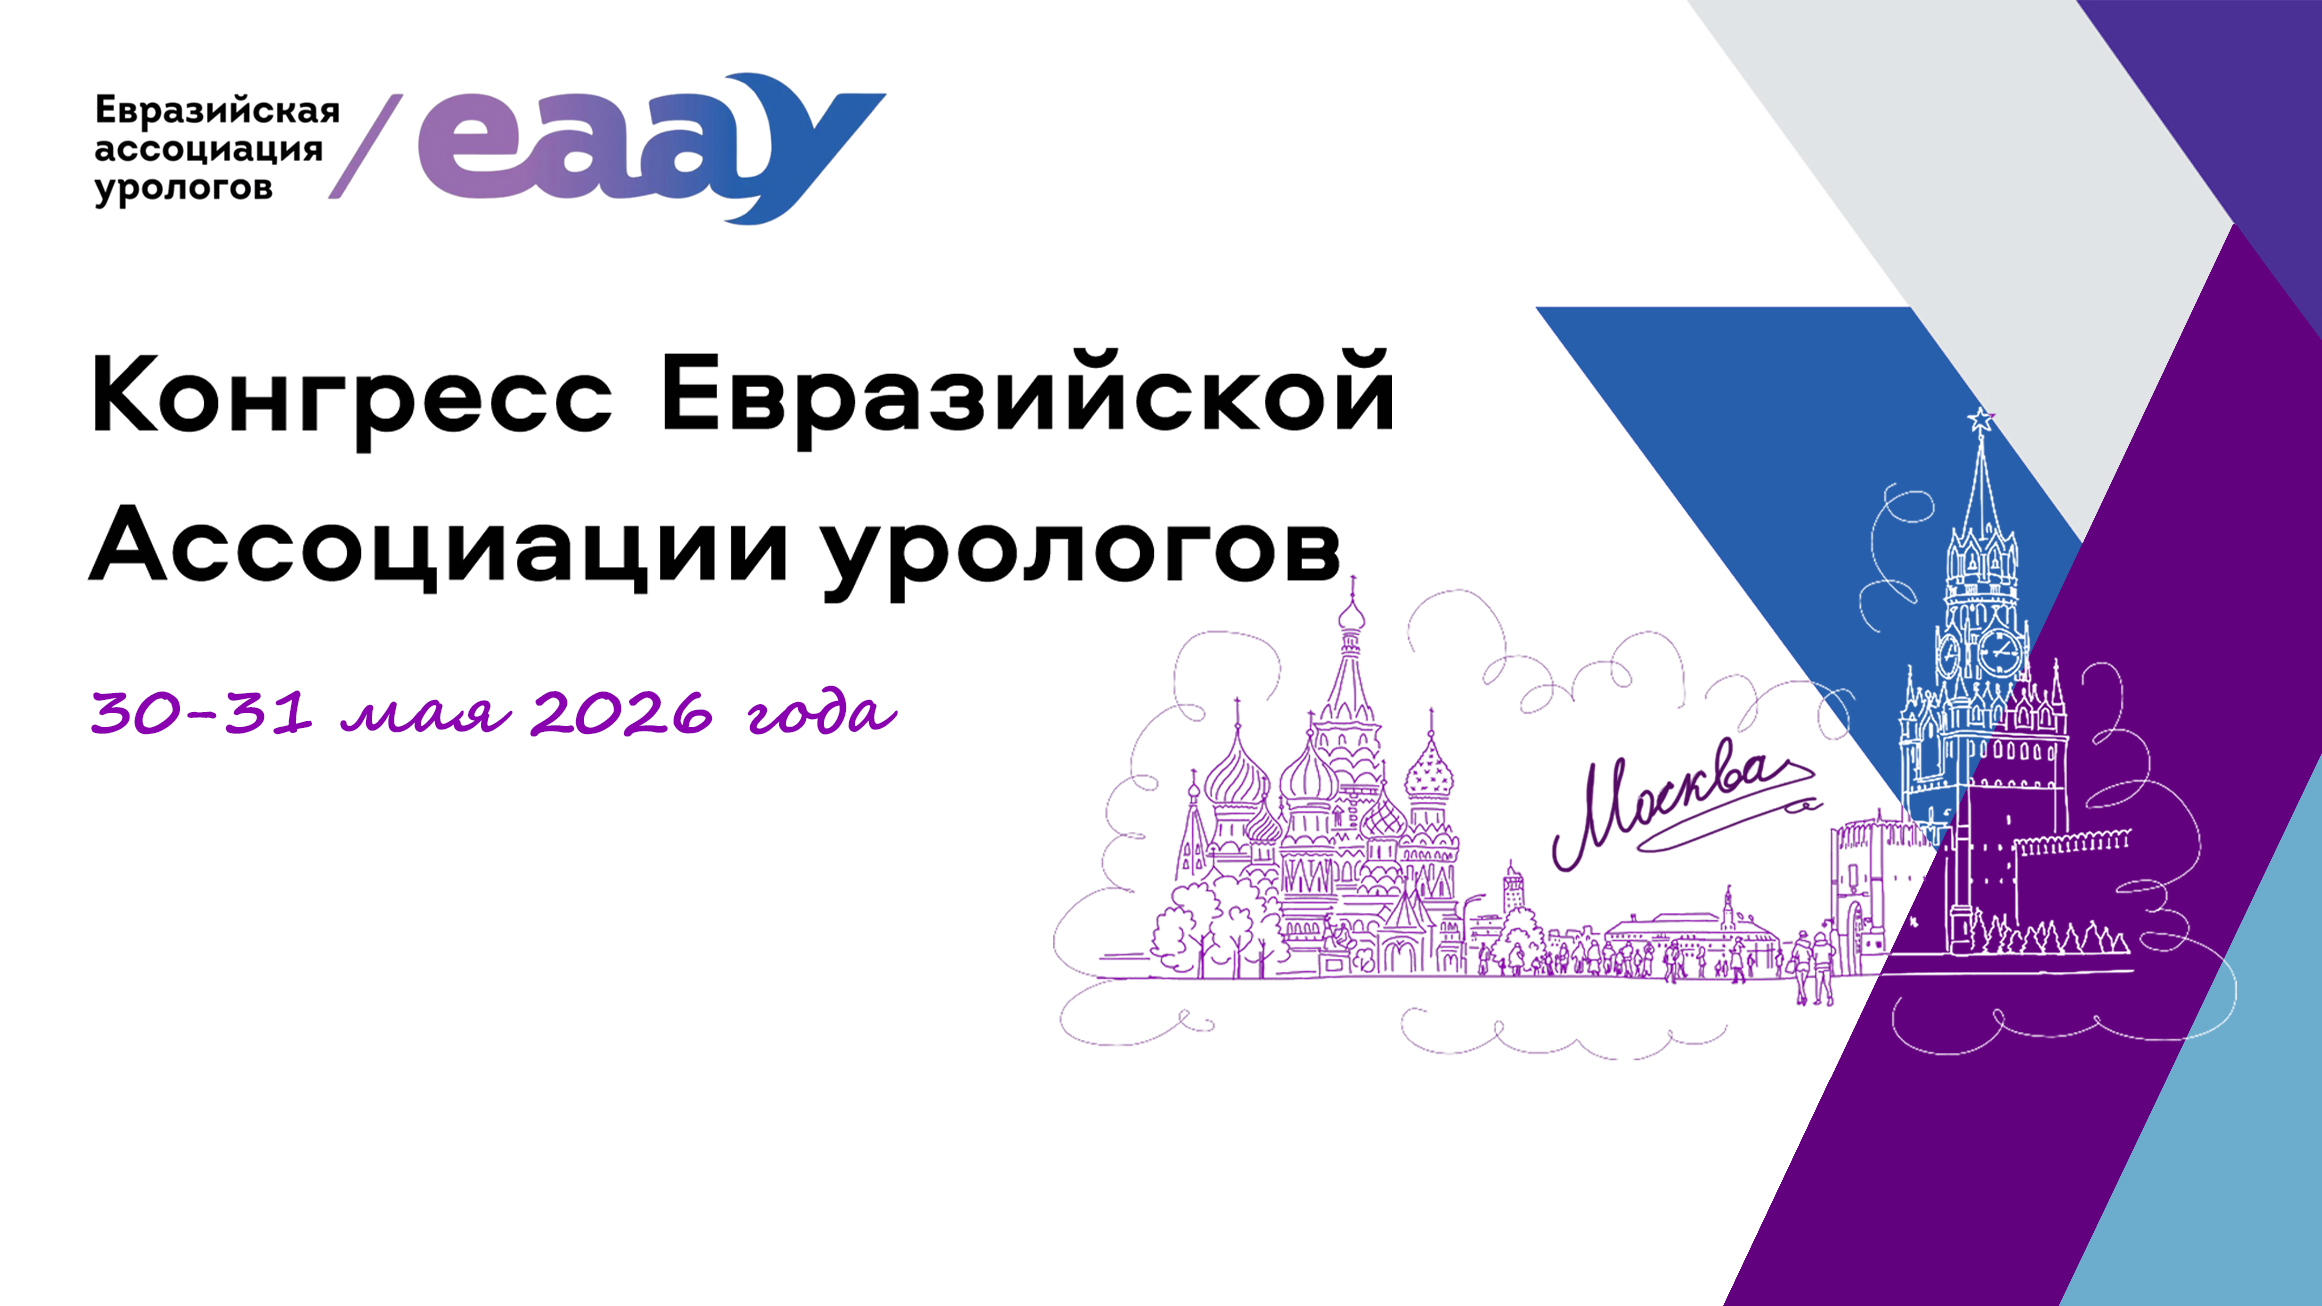 Евразийская
ассоциация
урологов
еаау
Конгресс Евразийской
Ассоциации урологов
30-31 мая 2026 года
Москва